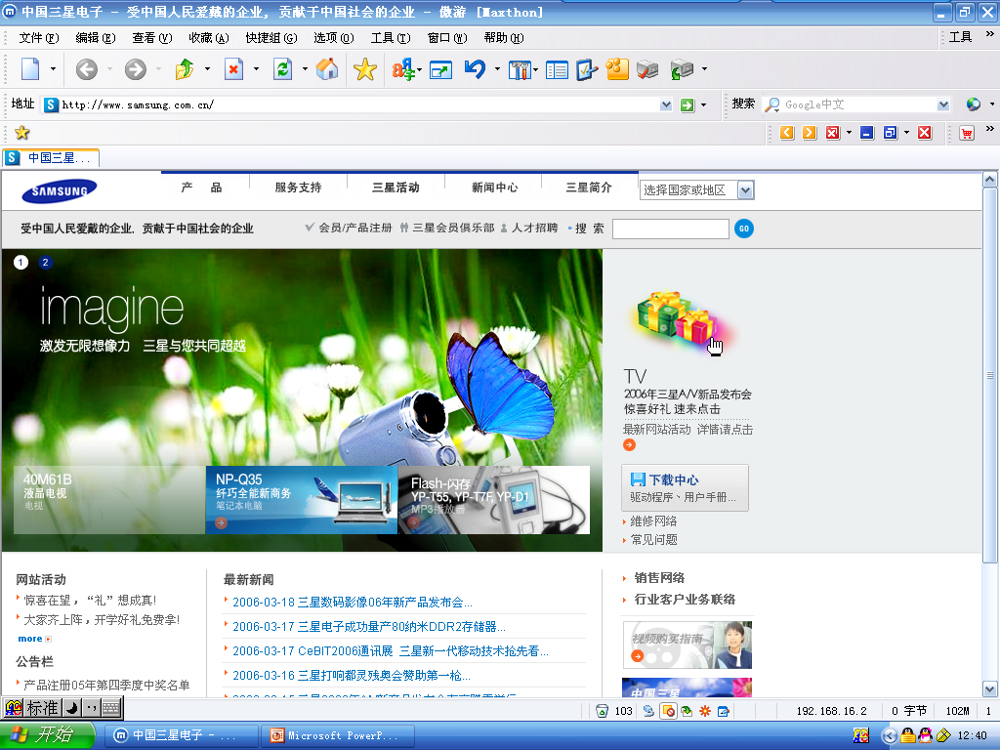 中国三星电子 - 受中国人民爱戴的企业, 贡献于中国社会的企业 - 傲游 [Maxthon]
文件(F) 编辑(E) 查看(V) 收藏(A) 快捷组(G) 选项(O) 工具(T) 窗口(W) 帮助(H) 工具
地址 http://www.samsung.com.cn/ 搜索 Google中文
中国三星...
SAMSUNG 产 品 服务支持 三星活动 新闻中心 三星简介 选择国家或地区
受中国人民爱戴的企业，贡献于中国社会的企业 会员/产品注册 三星会员俱乐部 人才招聘 搜 索 GO
1 2
imagine
激发无限想像力 三星与您共同超越
TV
2006年三星A/V新品发布会
惊喜好礼 速来点击
最新网站活动 详情请点击
40M61B
液晶电视
电视
NP-Q35
纤巧全能新商务
笔记本电脑
Flash-闪存
YP-T55, YP-T7F, YP-D1
MP3播放器
下载中心
驱动程序、用户手册...
维修网络
常见问题
网站活动
惊喜在望，“礼”想成真!
大家齐上阵，开学好礼免费拿!
more
公告栏
产品注册05年第四季度中奖名单
最新新闻
2006-03-18 三星数码影像06年新产品发布会...
2006-03-17 三星电子成功量产80纳米DDR2存储器...
2006-03-17 CeBIT2006通讯展 三星新一代移动技术抢先看...
2006-03-16 三星打响都灵残奥会赞助第一枪...
销售网络
行业客户业务联络
视频购买指南
中国三星
标准
103 192.168.16.2 0 字节 102M 1
开始 中国三星电子 - ... Microsoft PowerP... 12:40